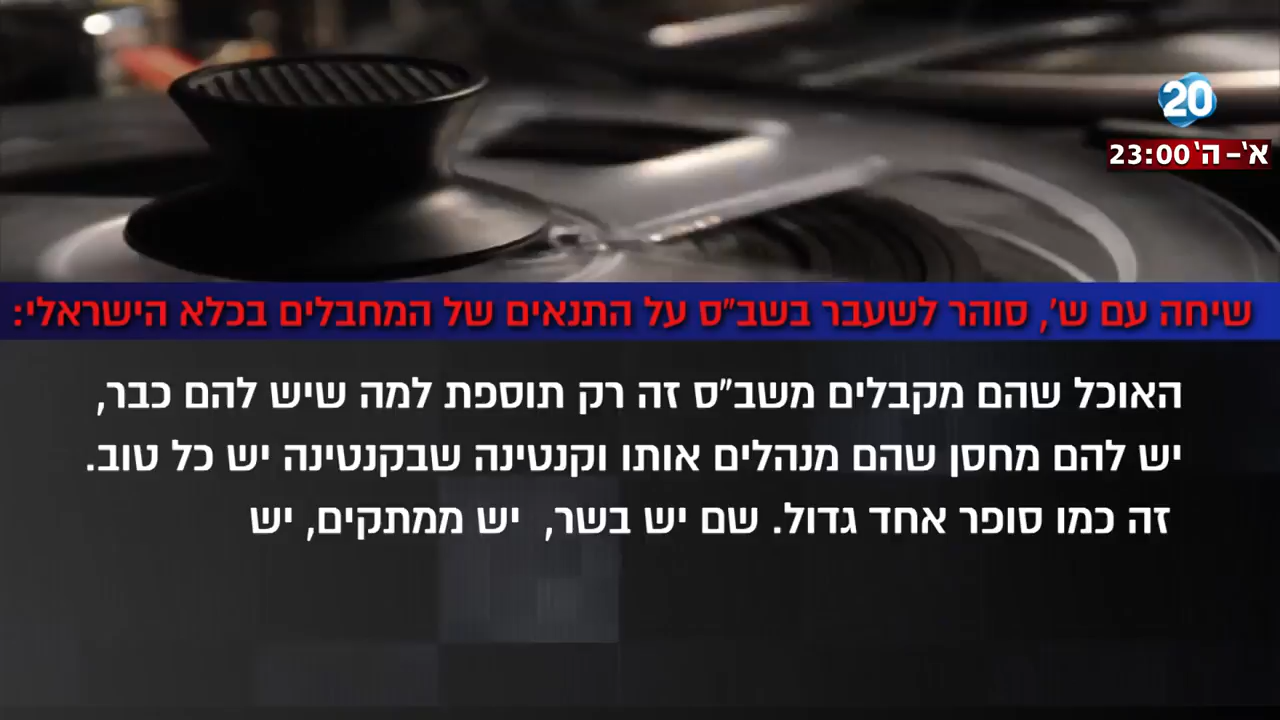 20
א'-ה' 23:00
שיחה עם ש', סוהר לשעבר בשב"ס על התנאים של המחבלים בכלא הישראלי:
האוכל שהם מקבלים משב"ס זה רק תוספת למה שיש להם כבר,
יש להם מחסן שהם מנהלים אותו וקנטינה שבקנטינה יש כל טוב.
זה כמו סופר אחד גדול. שם יש בשר, יש ממתקים, יש